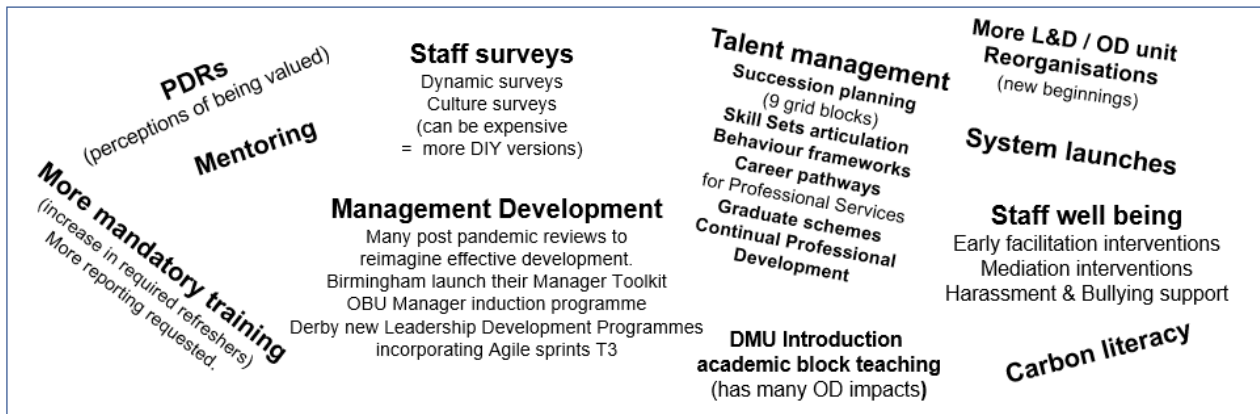 PDRs
(perceptions of being valued)
Mentoring
More mandatory training
(increase in required refreshers)
More reporting requested.
Staff surveys
Dynamic surveys
Culture surveys
(can be expensive
= more DIY versions)
Management Development
Many post pandemic reviews to
reimagine effective development.
Birmingham launch their Manager Toolkit
OBU Manager induction programme
Derby new Leadership Development Programmes
incorporating Agile sprints T3
Talent management
Succession planning
(9 grid blocks)
Skill Sets articulation
Behaviour frameworks
Career pathways
for Professional Services
Graduate schemes
Continual Professional
Development
DMU Introduction
academic block teaching
(has many OD impacts)
More L&D / OD unit
Reorganisations
(new beginnings)
System launches
Staff well being
Early facilitation interventions
Mediation interventions
Harassment & Bullying support
Carbon literacy